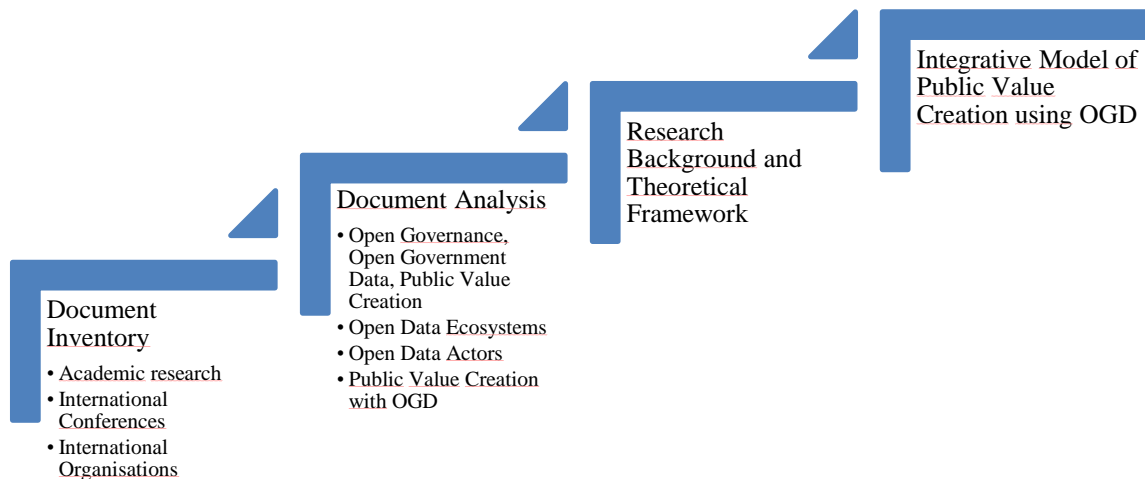 Document
Inventory
• Academic research
• International
Conferences
• International
Organisations
Document Analysis
• Open Governance,
Open Government
Data, Public Value
Creation
• Open Data Ecosystems
• Open Data Actors
• Public Value Creation
with OGD
Research
Background and
Theoretical
Framework
Integrative Model of
Public Value
Creation using OGD